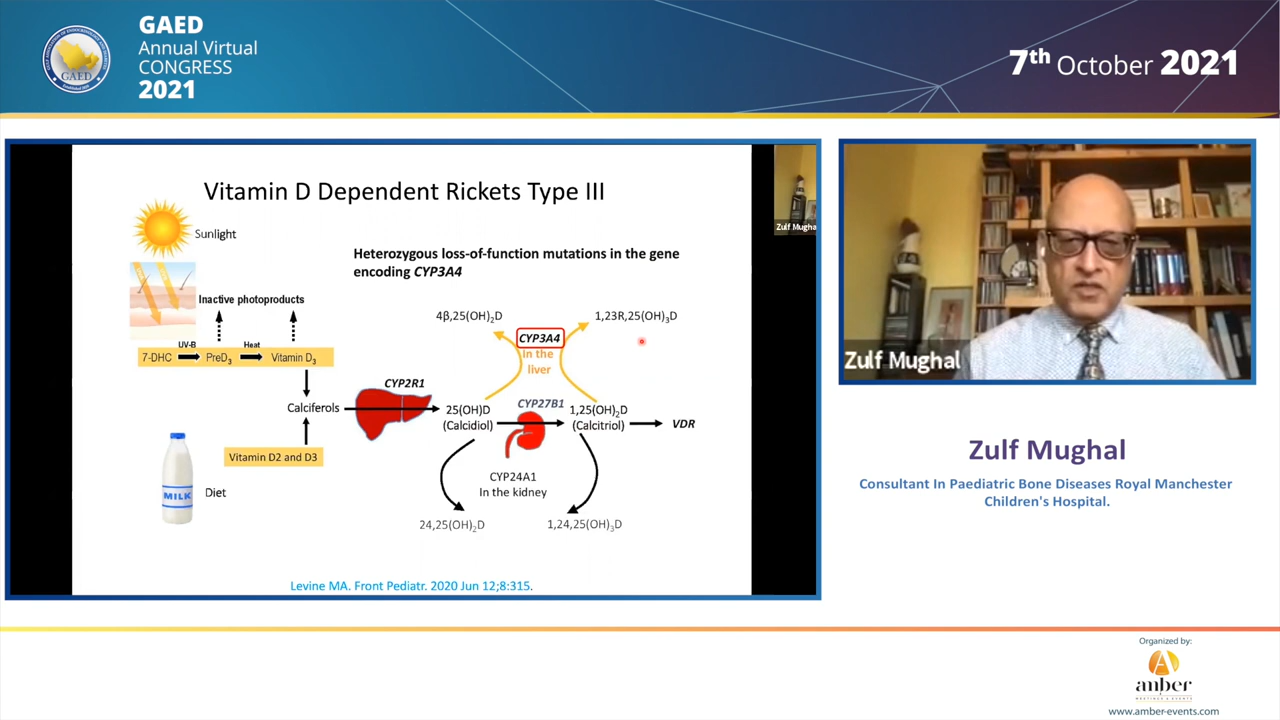 GAED
Annual Virtual
CONGRESS
2021
GAED
7th October 2021
Vitamin D Dependent Rickets Type III
Sunlight
Heterozygous loss-of-function mutations in the gene
encoding CYP3A4
Inactive photoproducts
4β,25(OH)₂D
CYP3A4
In the
liver
1,23R,25(OH)₃D
7-DHC
UV-B
PreD₃
Heat
Vitamin D₃
Calciferols
CYP2R1
25(OH)D
(Calcidiol)
CYP27B1
1,25(OH)₂D
(Calcitriol)
VDR
Vitamin D2 and D3
MILK
Diet
CYP24A1
In the kidney
24,25(OH)₂D
1,24,25(OH)₃D
Levine MA. Front Pediatr. 2020 Jun 12;8:315.
Zulf Mugha
Zulf Mughal
Zulf Mughal
Consultant In Paediatric Bone Diseases Royal Manchester
Children's Hospital.
Organized by:
anber
www.amber-events.com